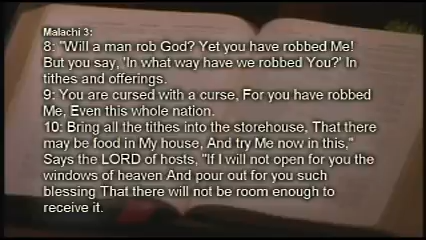 Malachi 3:
8: "Will a man rob God? Yet you have robbed Me!
But you say, 'In what way have we robbed You?' In
tithes and offerings.
9: You are cursed with a curse, For you have robbed
Me, Even this whole nation.
10: Bring all the tithes into the storehouse, That there
may be food in My house, And try Me now in this,"
Says the LORD of hosts, "If I will not open for you the
windows of heaven And pour out for you such
blessing That there will not be room enough to
receive it.